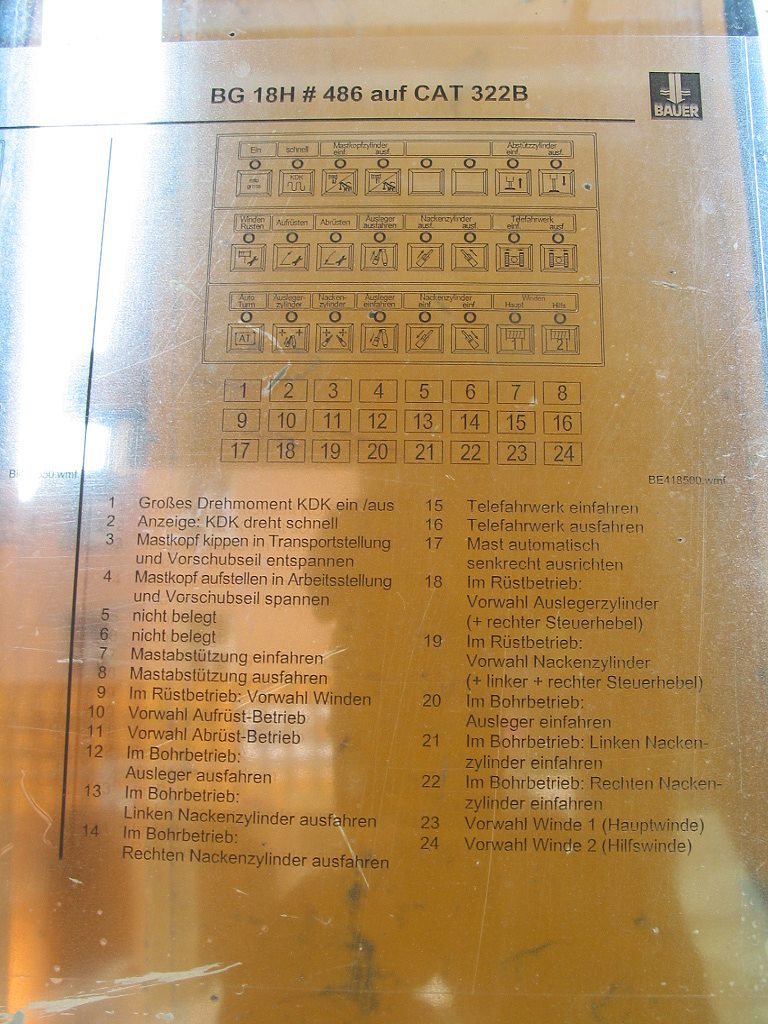 BG 18H # 486 auf CAT 322B
BAUER
Ein schnell Mastkopfzylinder Abstützzylinder
einf. ausf. einf. ausf.
KDK
Winden Aufrüsten Abrüsten Ausleger Nackenzylinder Telefahrwerk
Rüsten ausfahren ausf. ausf. einf. ausf.
Auto Ausleger- Nacken- Ausleger Nackenzylinder Winden
Turm zylinder zylinder einfahren einf. einf. Haupt Hilfs
AT 1 2
1 2 3 4 5 6 7 8
9 10 11 12 13 14 15 16
17 18 19 20 21 22 23 24
BE418500.wmf
1 Großes Drehmoment KDK ein /aus
2 Anzeige: KDK dreht schnell
3 Mastkopf kippen in Transportstellung
und Vorschubseil entspannen
4 Mastkopf aufstellen in Arbeitsstellung
und Vorschubseil spannen
5 nicht belegt
6 nicht belegt
7 Mastabstützung einfahren
8 Mastabstützung ausfahren
9 Im Rüstbetrieb: Vorwahl Winden
10 Vorwahl Aufrüst-Betrieb
11 Vorwahl Abrüst-Betrieb
12 Im Bohrbetrieb:
Ausleger ausfahren
13 Im Bohrbetrieb:
Linken Nackenzylinder ausfahren
14 Im Bohrbetrieb:
Rechten Nackenzylinder ausfahren
15 Telefahrwerk einfahren
16 Telefahrwerk ausfahren
17 Mast automatisch
senkrecht ausrichten
18 Im Rüstbetrieb:
Vorwahl Auslegerzylinder
(+ rechter Steuerhebel)
19 Im Rüstbetrieb:
Vorwahl Nackenzylinder
(+ linker + rechter Steuerhebel)
20 Im Bohrbetrieb:
Ausleger einfahren
21 Im Bohrbetrieb: Linken Nacken-
zylinder einfahren
22 Im Bohrbetrieb: Rechten Nacken-
zylinder einfahren
23 Vorwahl Winde 1 (Hauptwinde)
24 Vorwahl Winde 2 (Hilfswinde)